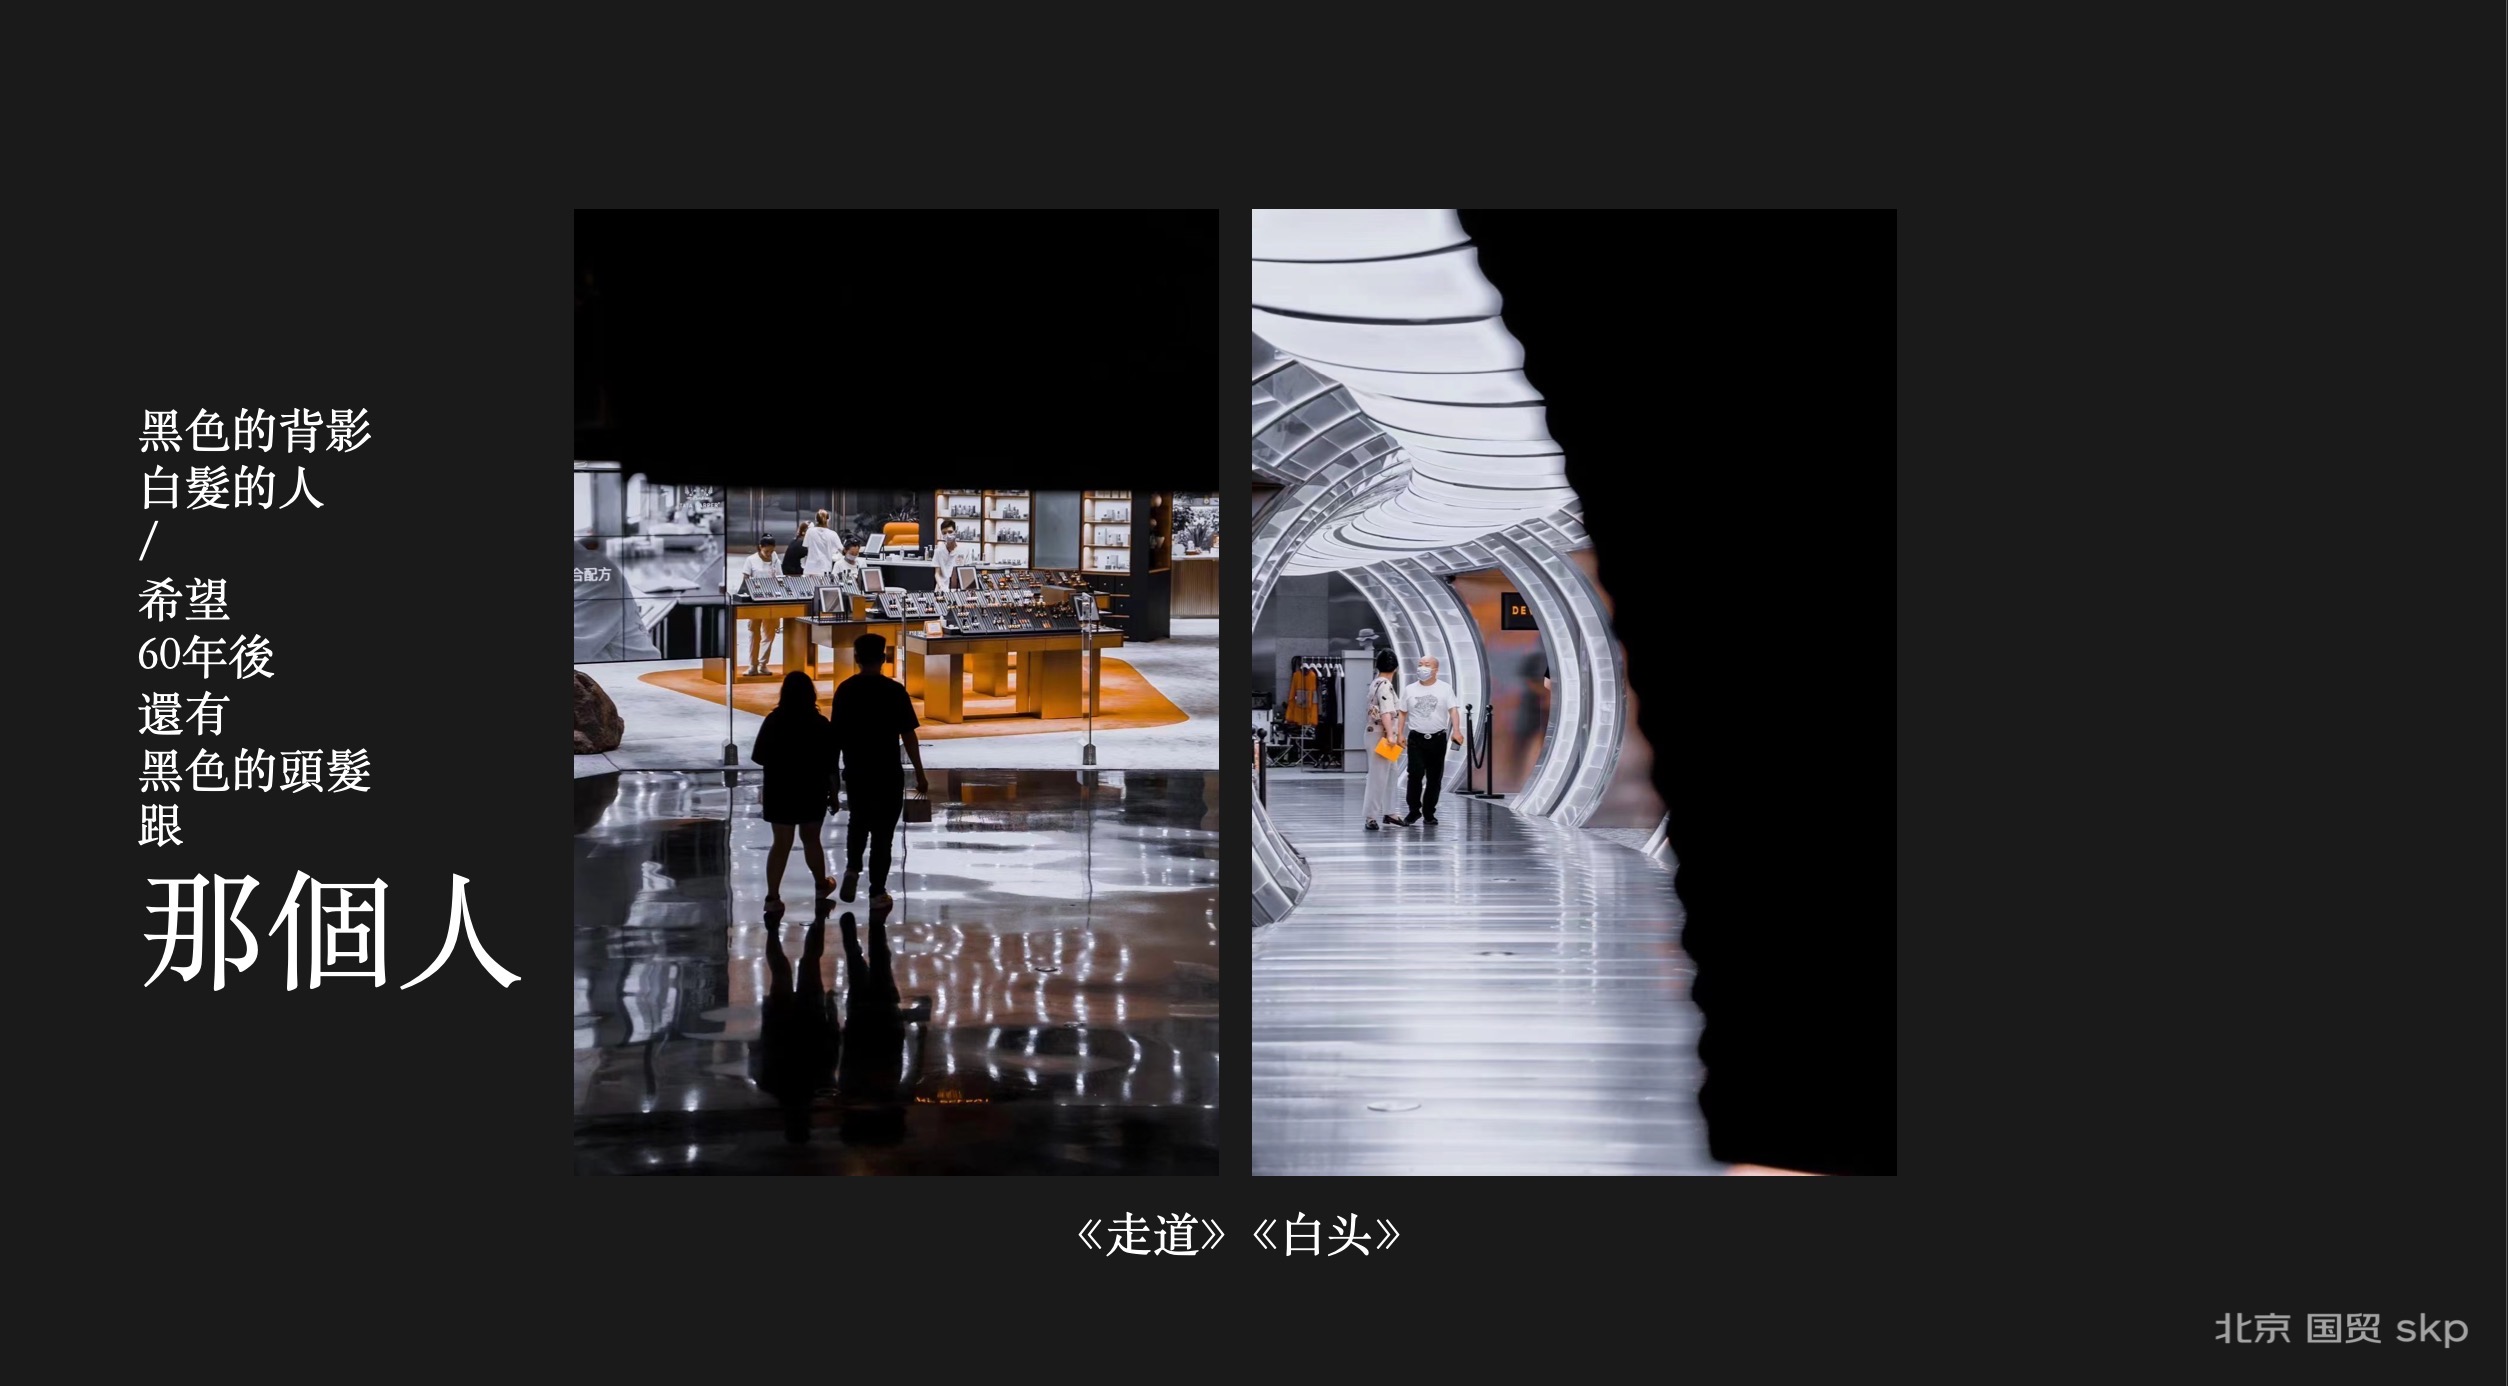 黑色的背影
白髮的人
/
希望
60年後
還有
黑色的頭髮
跟
那個人
合配方
DE
《走道》《白头》
北京 国贸 skp